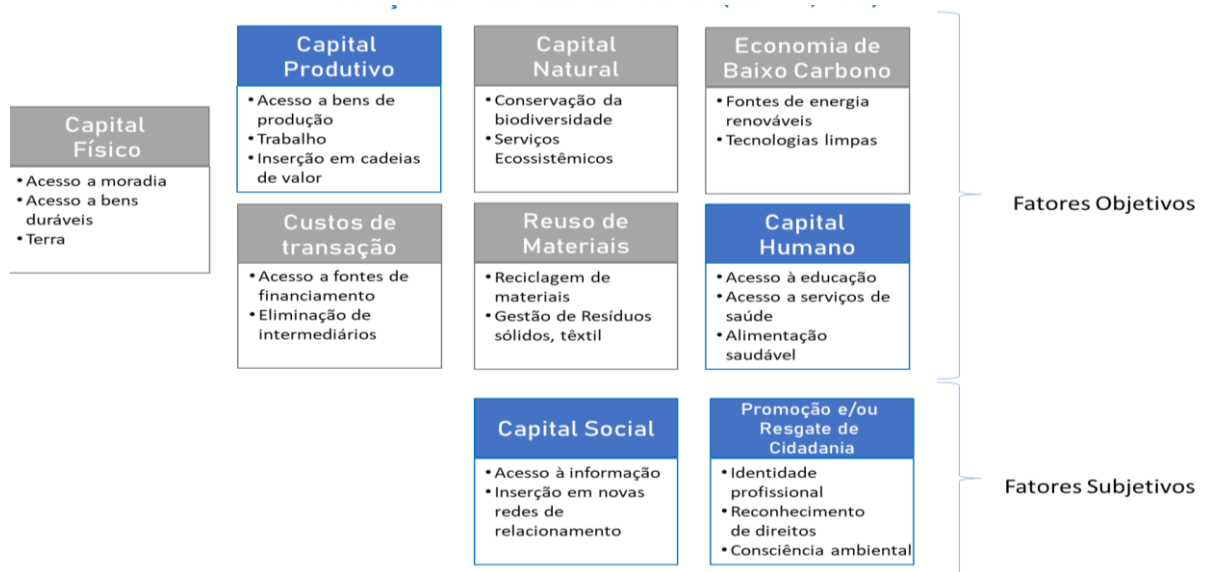 Capital
Produtivo
• Acesso a bens de
produção
• Trabalho
• Inserção em cadeias
de valor
Capital
Natural
• Conservação da
biodiversidade
• Serviços
Ecossistêmicos
Economia de
Baixo Carbono
• Fontes de energia
renováveis
• Tecnologias limpas
Capital
Físico
• Acesso a moradia
• Acesso a bens
duráveis
• Terra
Custos de
transação
• Acesso a fontes de
financiamento
• Eliminação de
intermediários
Reuso de
Materiais
• Reciclagem de
materiais
• Gestão de Resíduos
sólidos, têxtil
Capital
Humano
• Acesso à educação
• Acesso a serviços de
saúde
• Alimentação
saudável
Fatores Objetivos
Capital Social
• Acesso à informação
• Inserção em novas
redes de
relacionamento
Promoção e/ou
Resgate de
Cidadania
• Identidade
profissional
• Reconhecimento
de direitos
• Consciência ambiental
Fatores Subjetivos